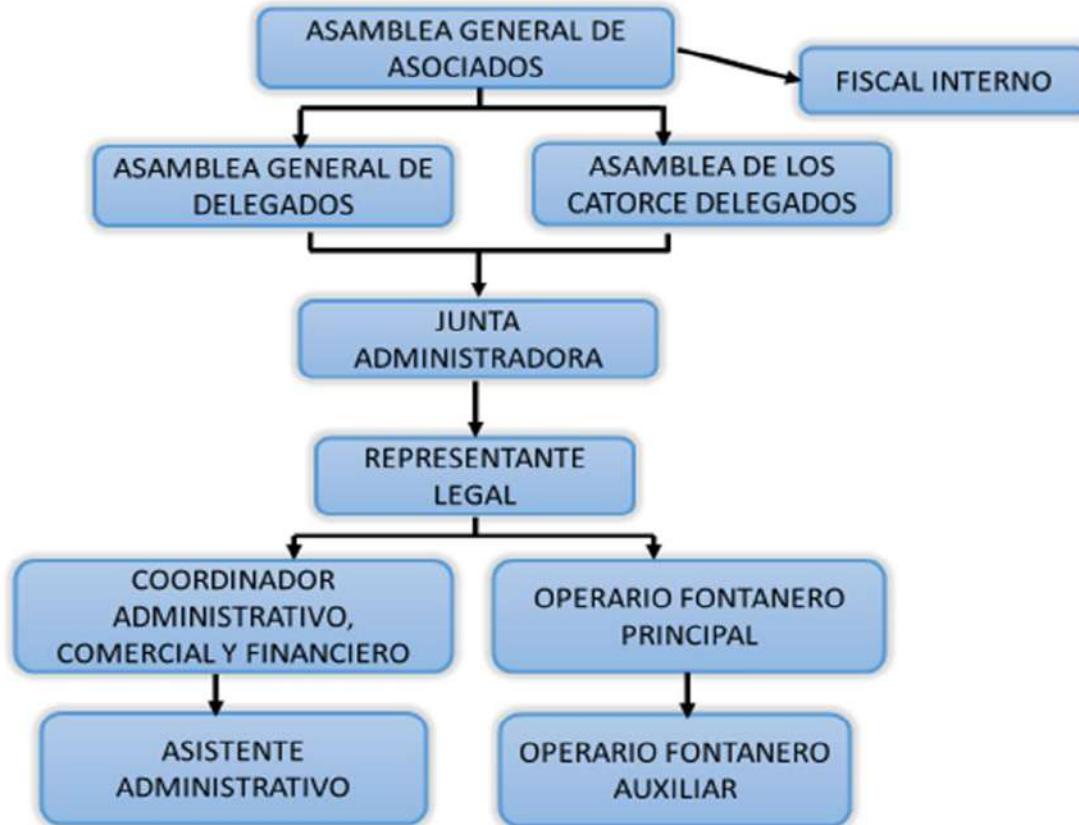 ASAMBLEA GENERAL DE
ASOCIADOS
FISCAL INTERNO
ASAMBLEA GENERAL DE
DELEGADOS
ASAMBLEA DE LOS
CATORCE DELEGADOS
JUNTA
ADMINISTRADORA
REPRESENTANTE
LEGAL
COORDINADOR
ADMINISTRATIVO,
COMERCIAL Y FINANCIERO
OPERARIO FONTANERO
PRINCIPAL
ASISTENTE
ADMINISTRATIVO
OPERARIO FONTANERO
AUXILIAR